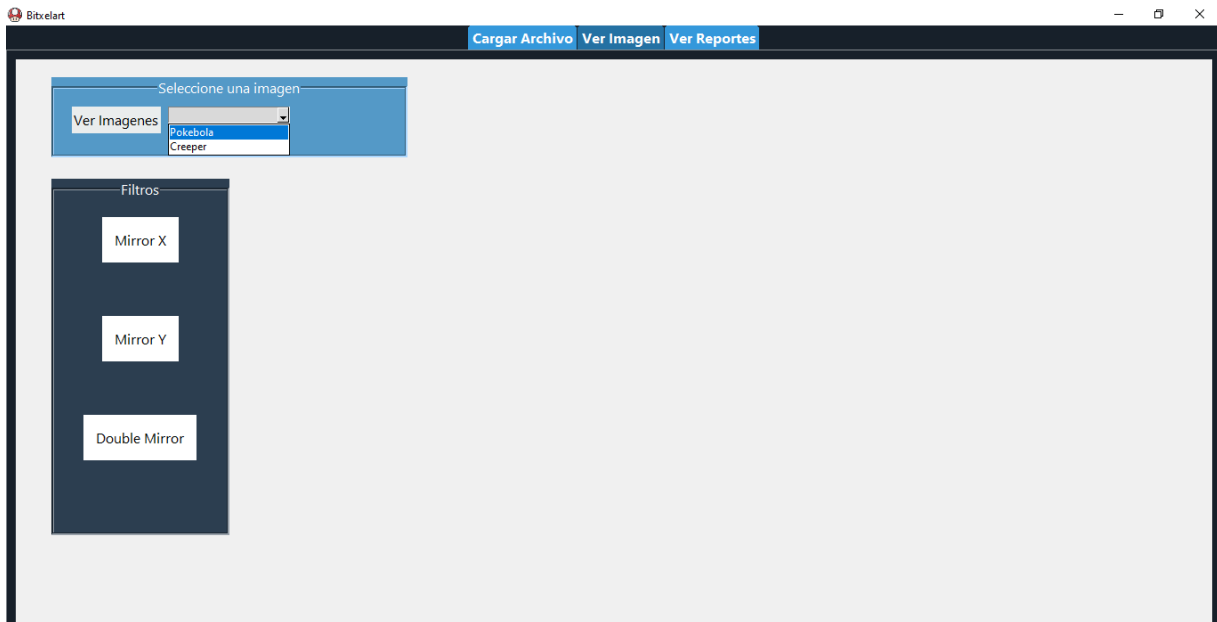 Bitxelart
Cargar Archivo Ver Imagen Ver Reportes
Seleccione una imagen
Ver Imagenes
Pokebola
Creeper
Filtros
Mirror X
Mirror Y
Double Mirror